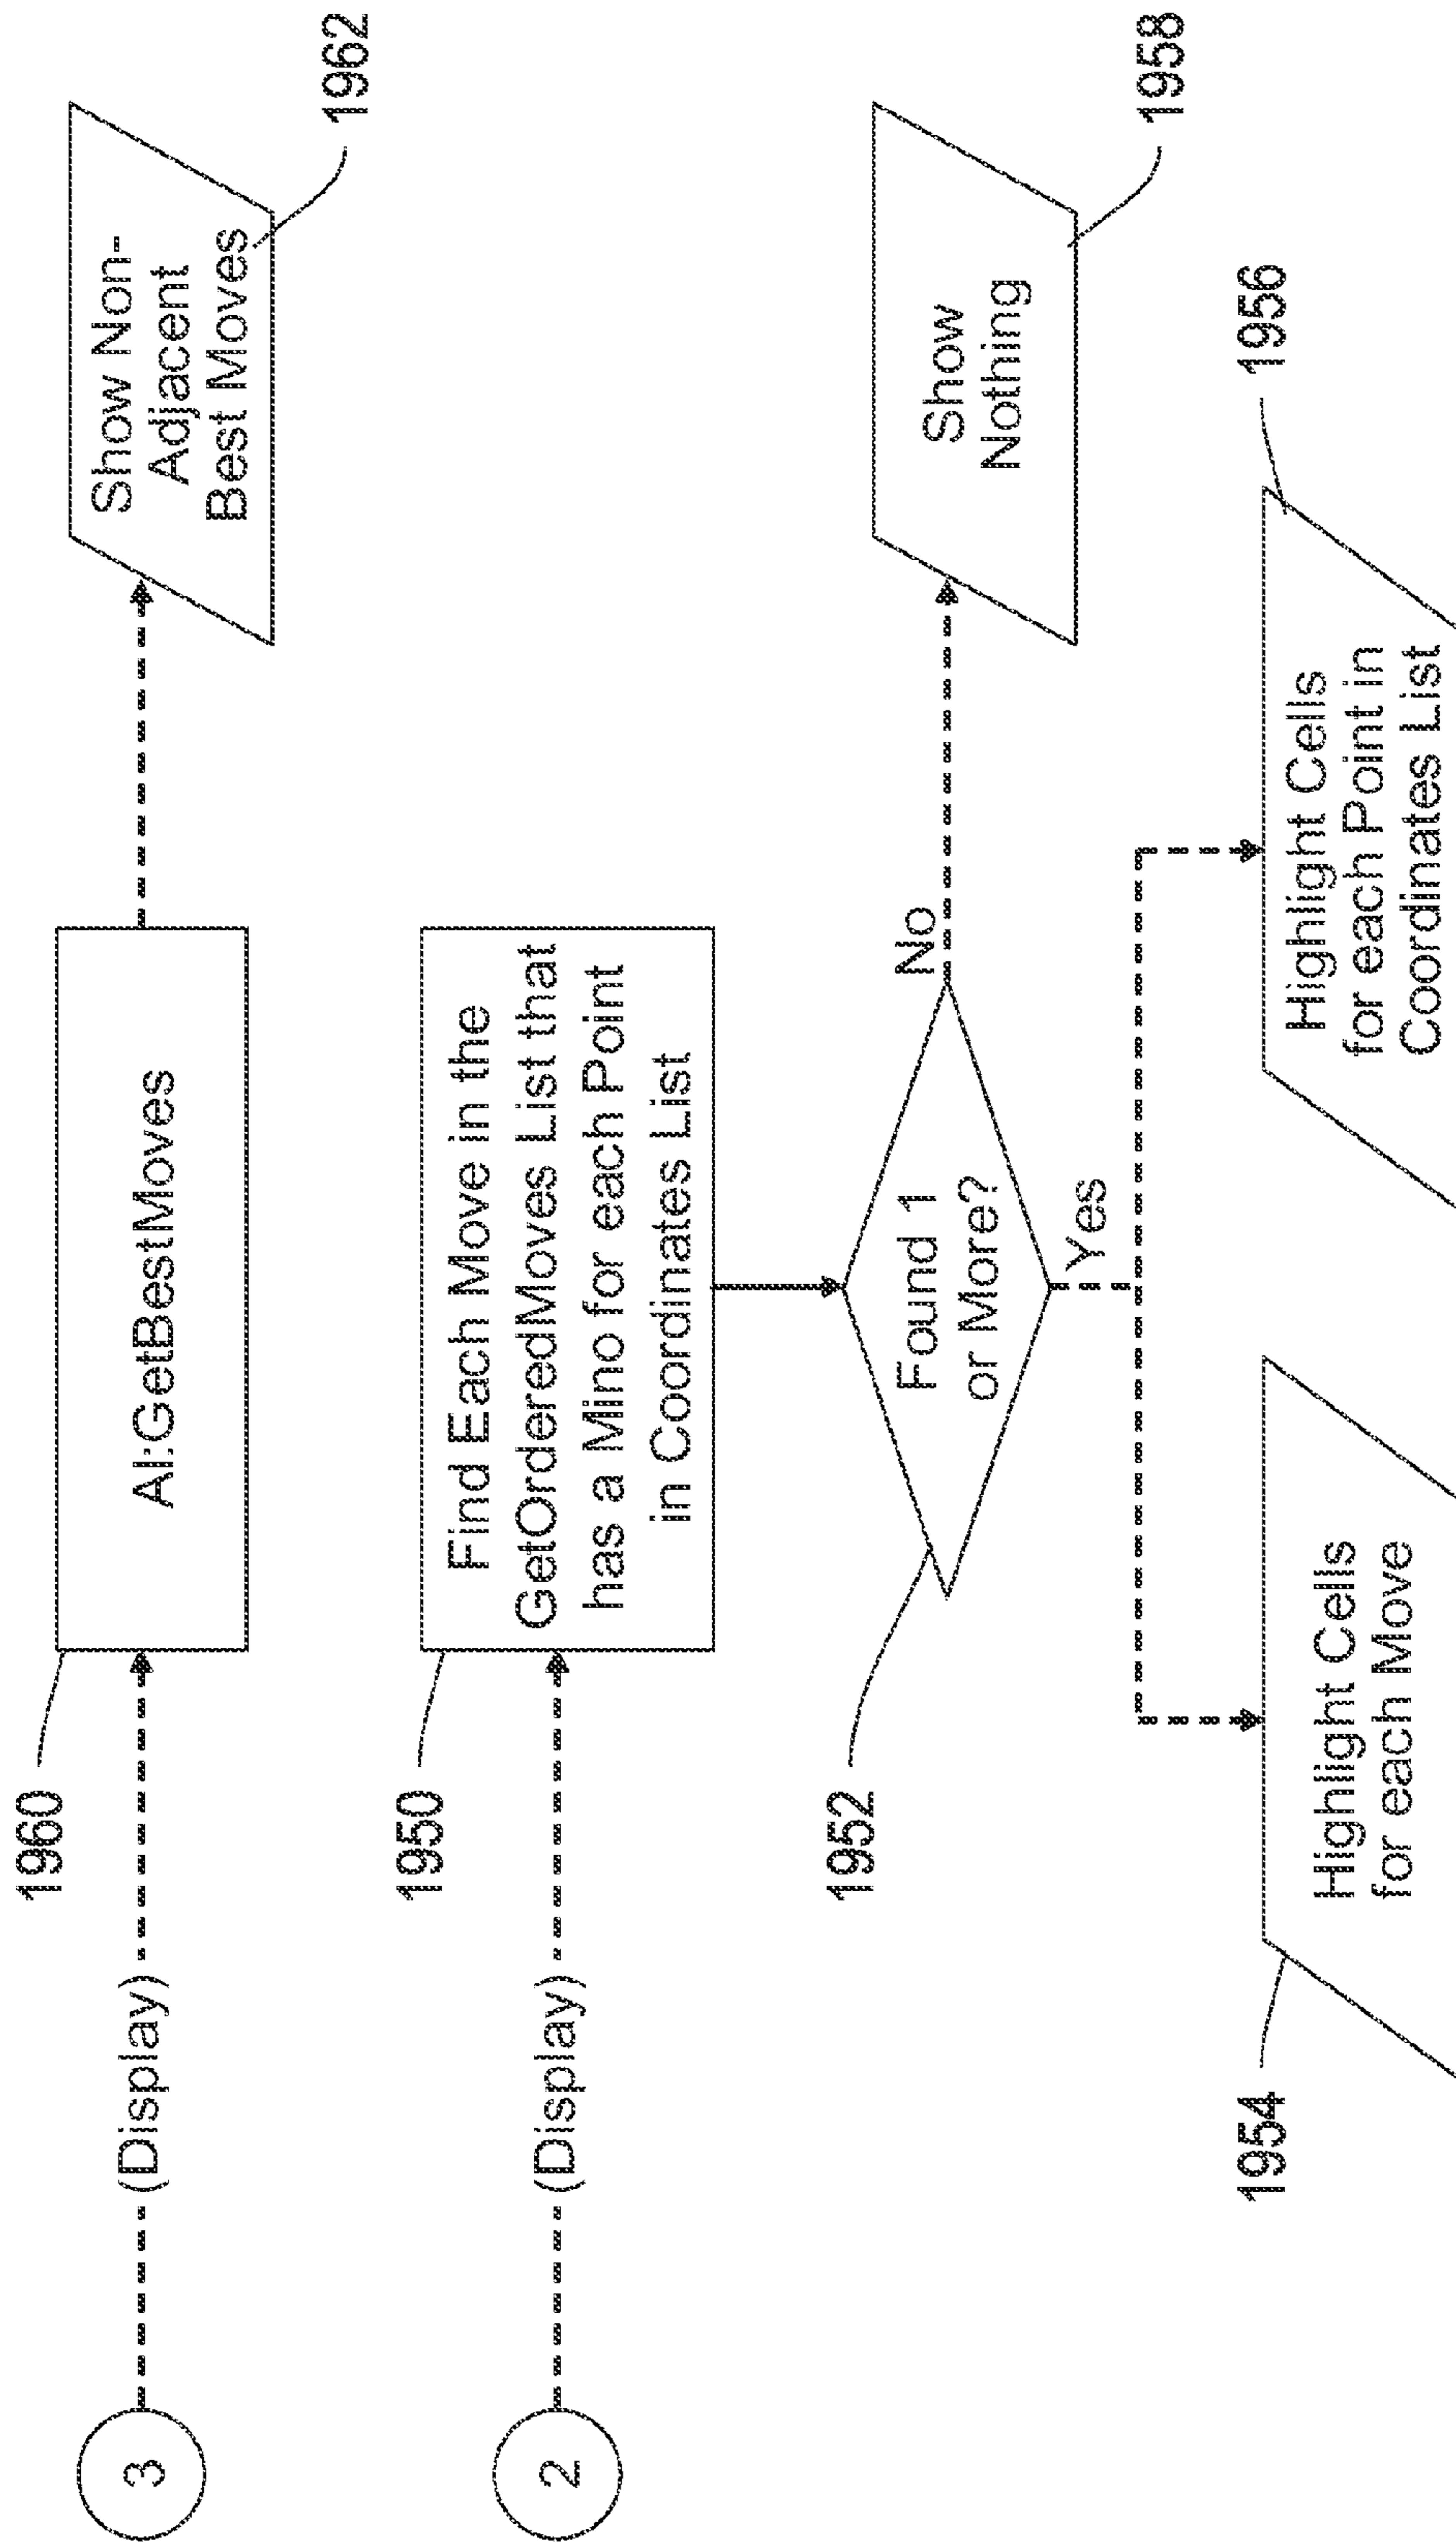 3
(Display)
1960
AI:GetBestMoves
Show Non-
Adjacent
Best Moves
1962
2
(Display)
1950
Find Each Move in the
GetOrderedMoves List that
has a Mino for each Point
in Coordinates List
1952
Found 1
or More?
No
Show
Nothing
1958
Yes
1954
Highlight Cells
for each Move
Highlight Cells
for each Point in
Coordinates List
1956